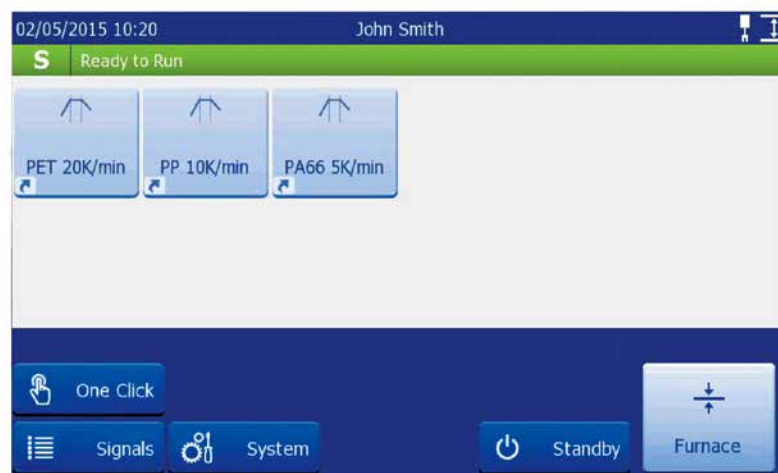 02/05/2015 10:20 John Smith
S Ready to Run
PET 20K/min PP 10K/min PA66 5K/min
One Click
Signals System Standby Furnace